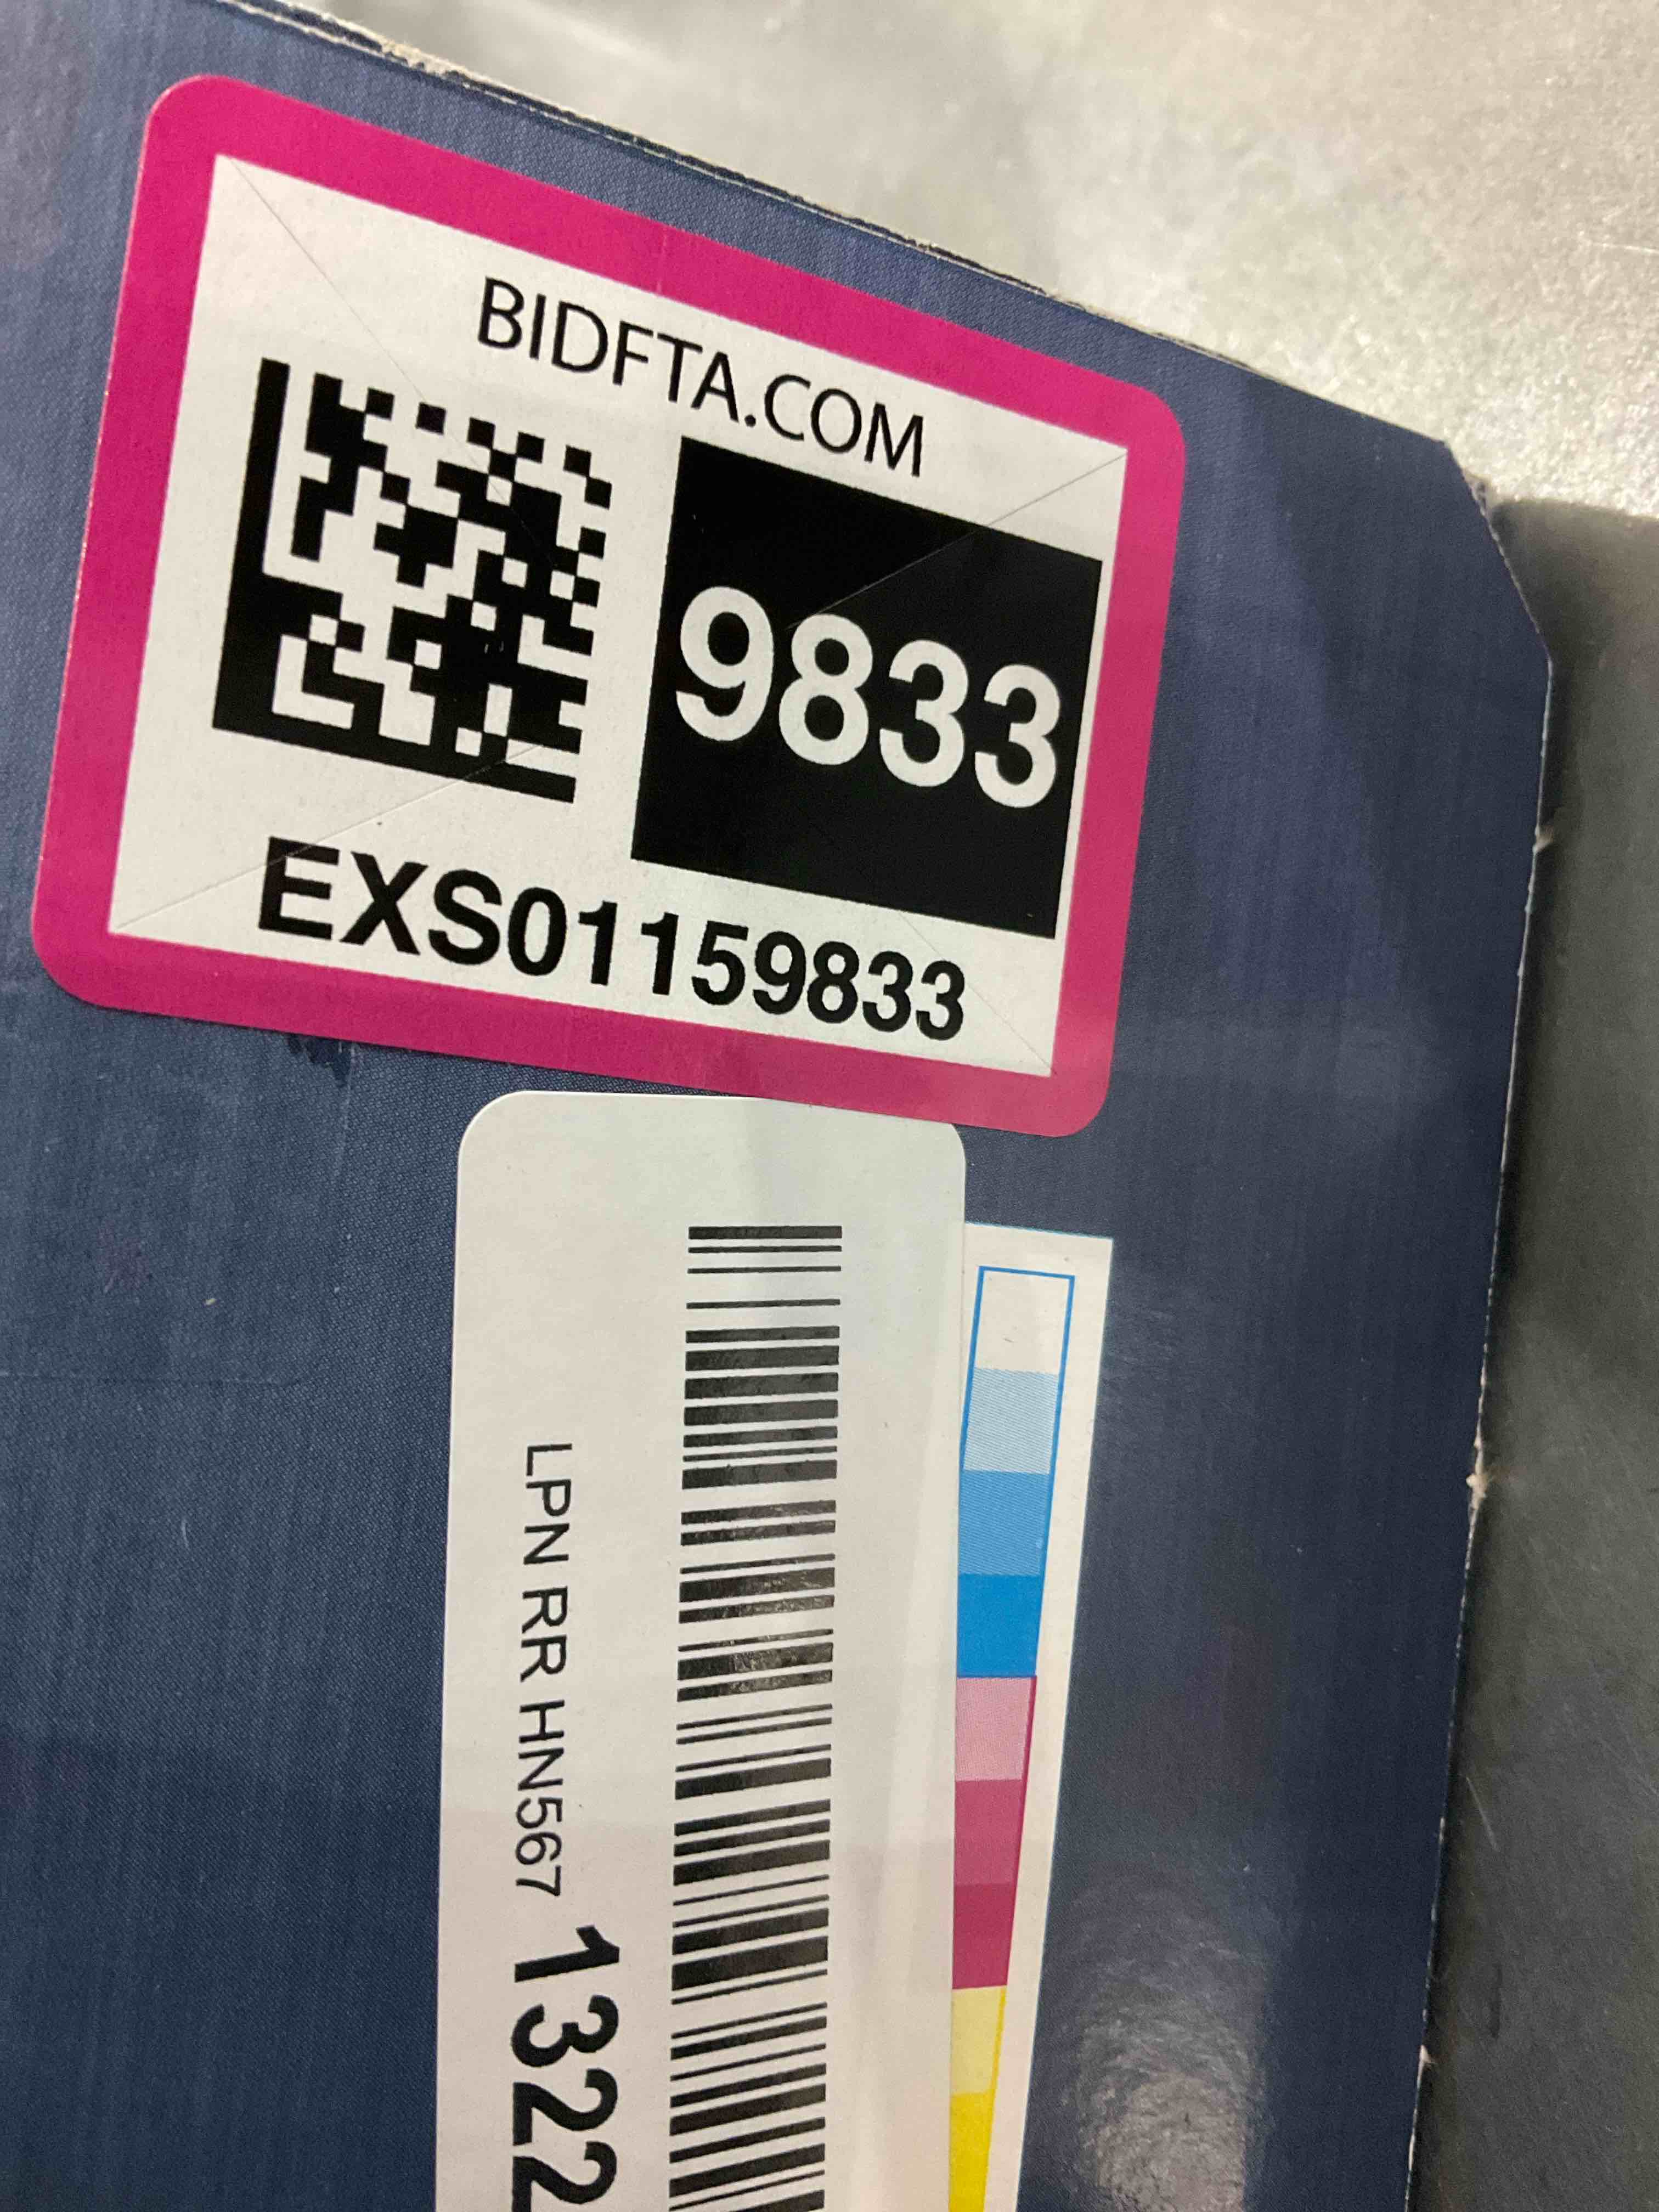 BIDFTA.COM
9833
EXS01159833
LPN RR HN567 1322